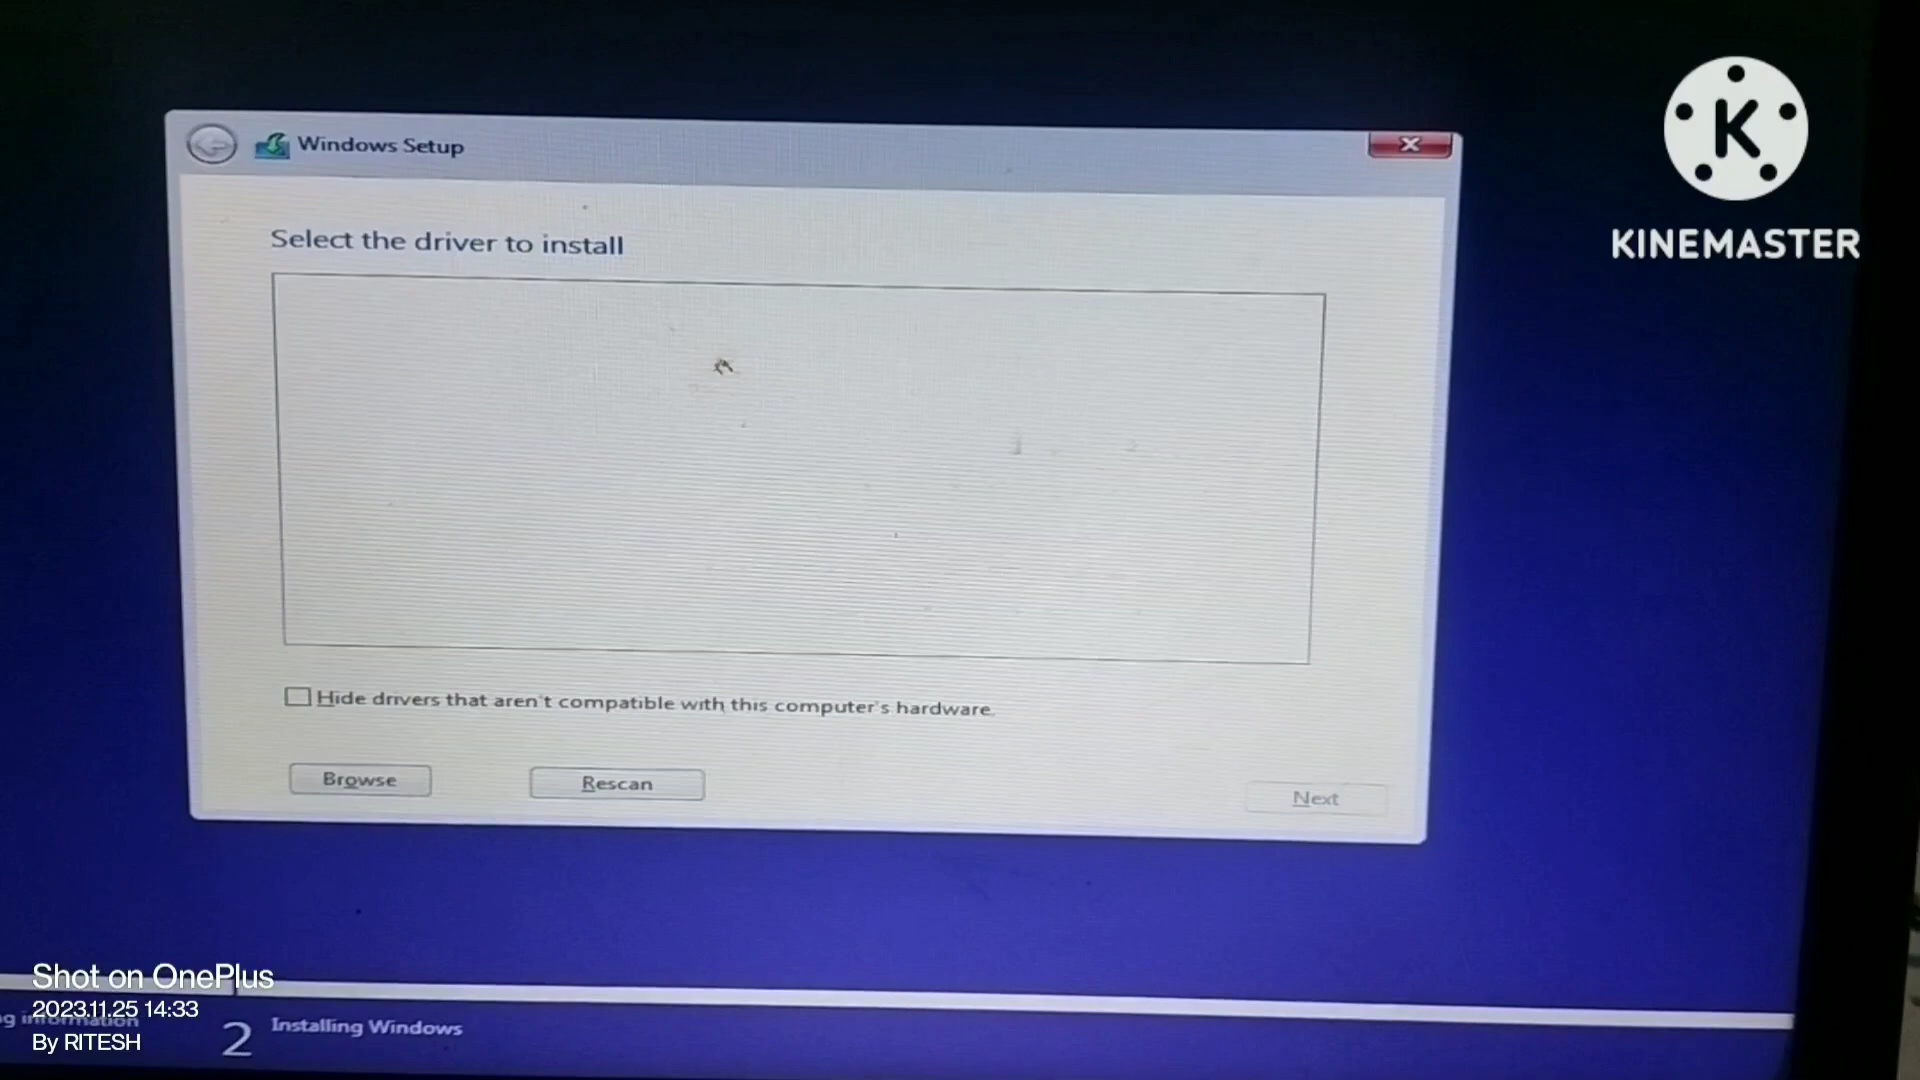 Windows Setup
K
KINEMASTER
Select the driver to install
Hide drivers that aren't compatible with this computer's hardware.
Browse
Rescan
Next
Shot on OnePlus
2023.11.25 14:33
g information
By RITESH
2 Installing Windows